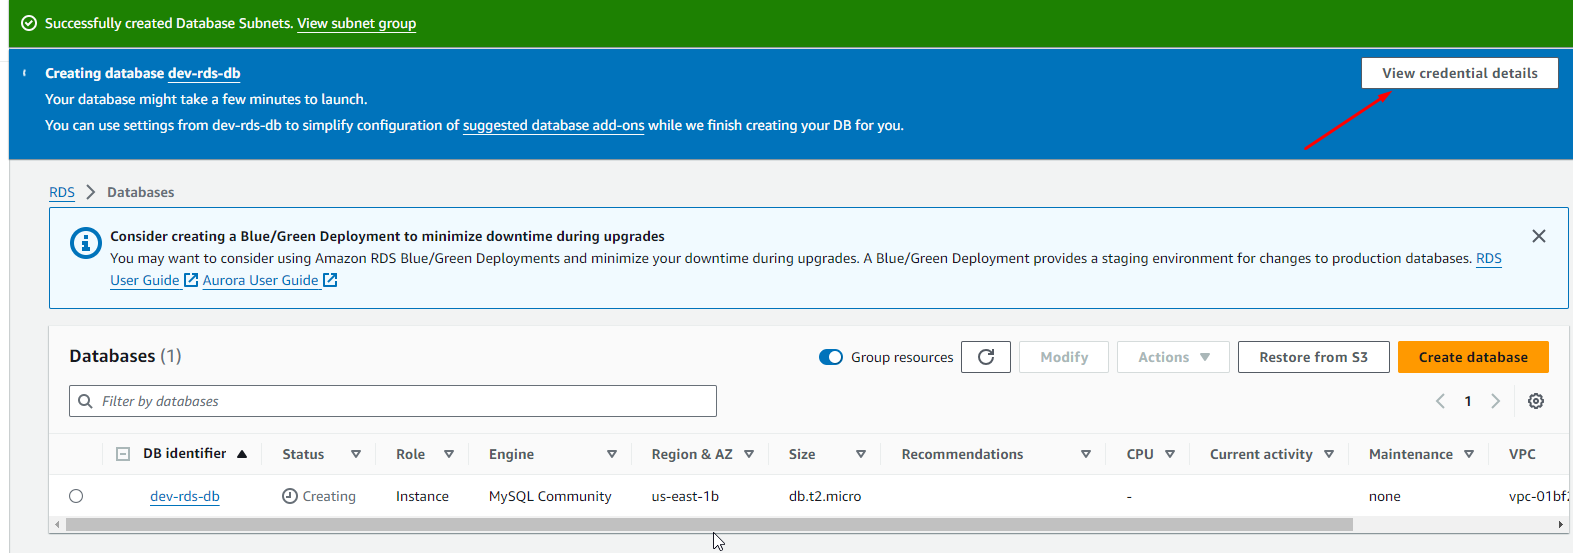 Successfully created Database Subnets. View subnet group
Creating database dev-rds-db
View credential details
Your database might take a few minutes to launch.
You can use settings from dev-rds-db to simplify configuration of suggested database add-ons while we finish creating your DB for you.
RDS > Databases
Consider creating a Blue/Green Deployment to minimize downtime during upgrades
You may want to consider using Amazon RDS Blue/Green Deployments and minimize your downtime during upgrades. A Blue/Green Deployment provides a staging environment for changes to production databases. RDS
User Guide Aurora User Guide
Databases (1)
Group resources
Modify
Actions
Restore from S3
Create database
Filter by databases
1
DB identifier Status Role Engine Region & AZ Size Recommendations CPU Current activity Maintenance VPC
dev-rds-db Creating Instance MySQL Community us-east-1b db.t2.micro - none vpc-01bf